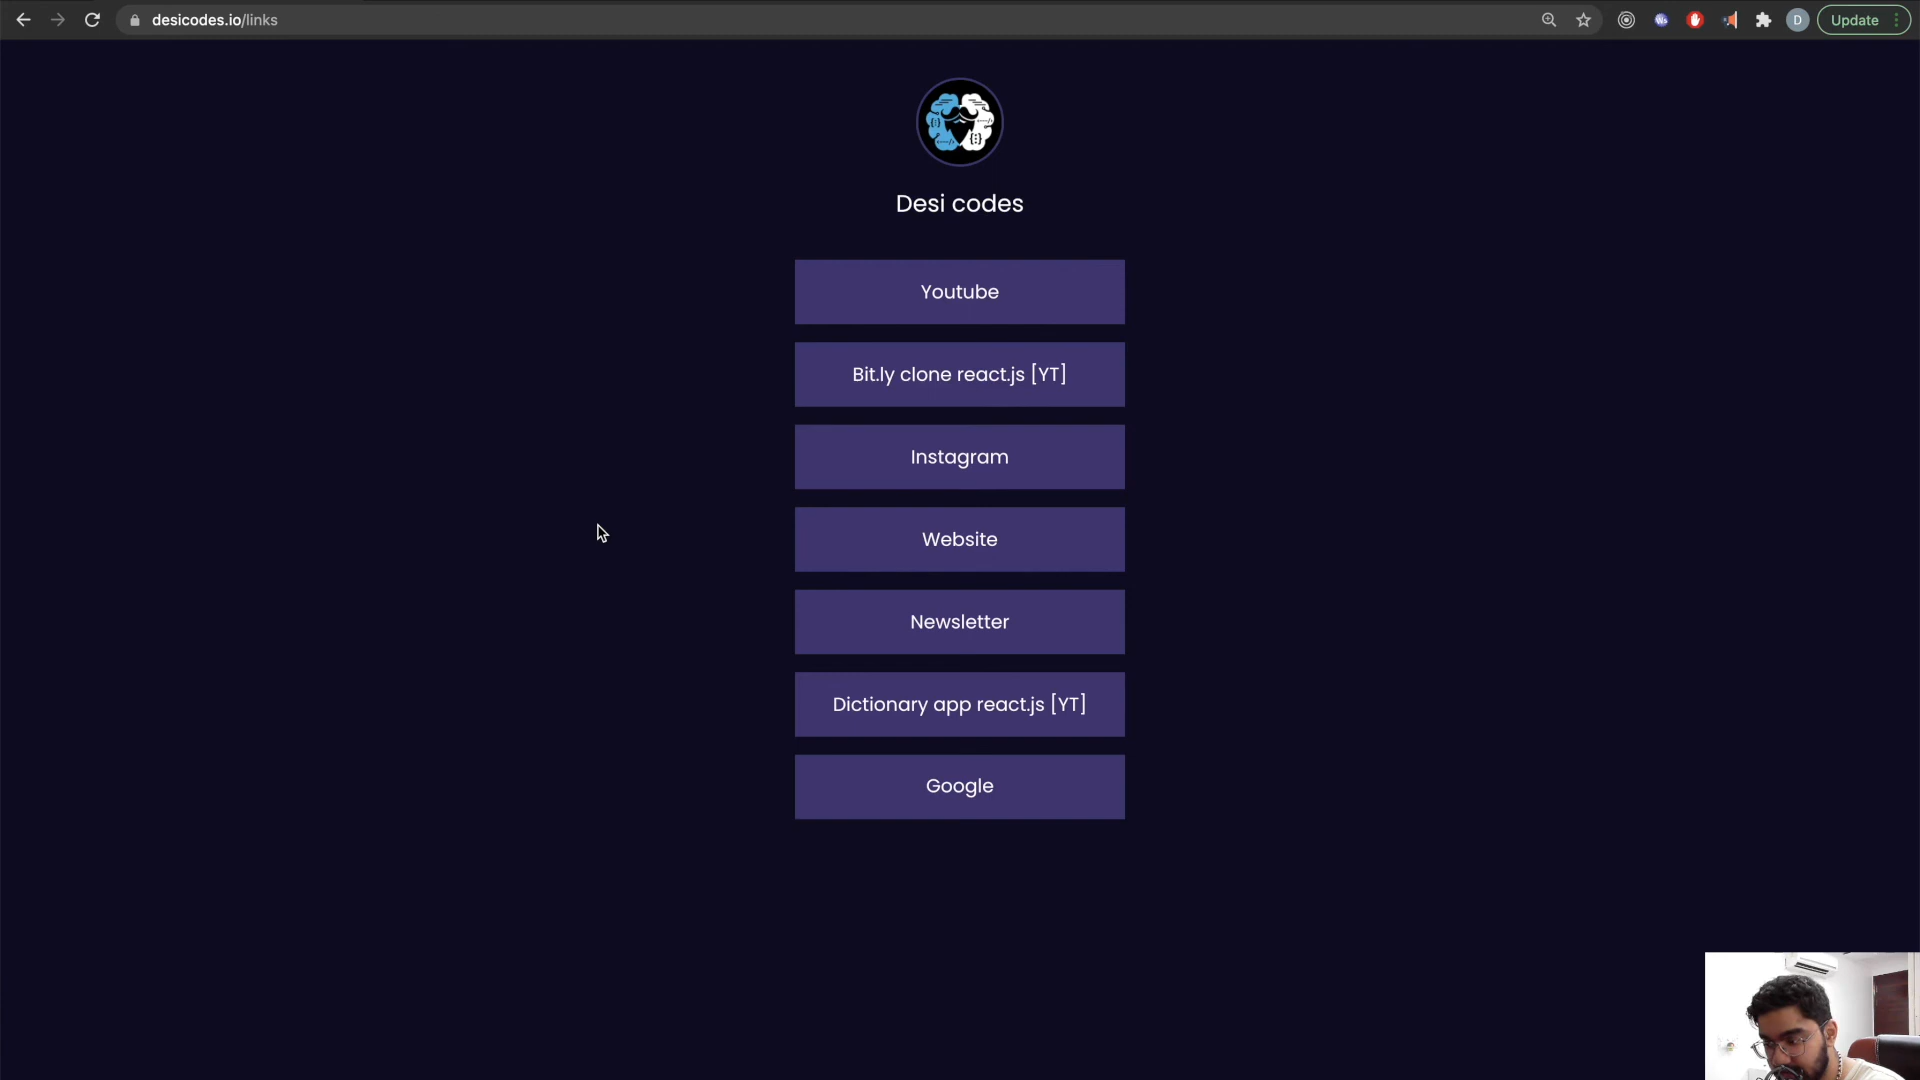 desicodes.io/links
D
Update
Desi codes
Youtube
Bit.ly clone react.js [YT]
Instagram
Website
Newsletter
Dictionary app react.js [YT]
Google